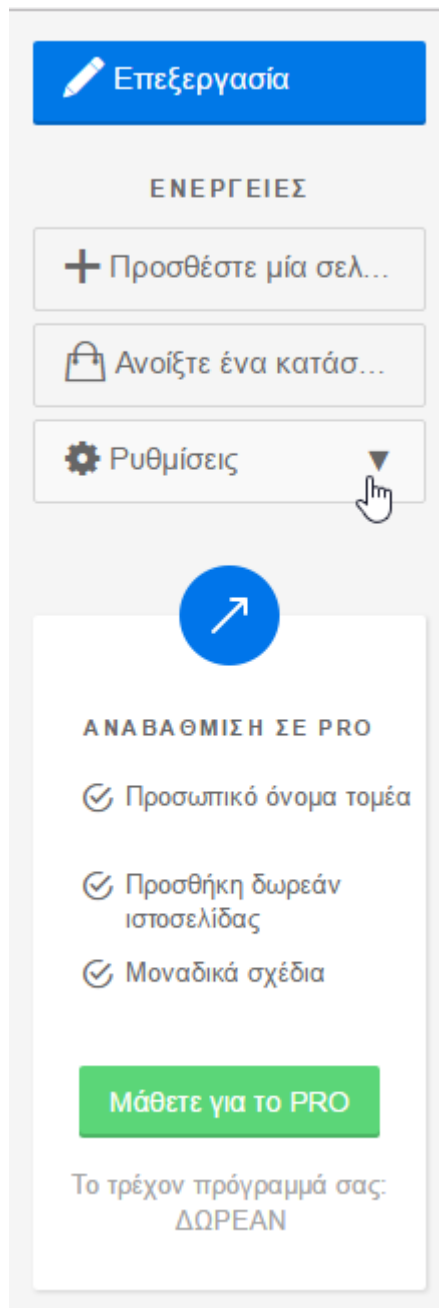 Επεξεργασία
ΕΝΕΡΓΕΙΕΣ
Προσθέστε μία σελ...
Ανοίξτε ένα κατάσ...
Ρυθμίσεις
ΑΝΑΒΑΘΜΙΣΗ ΣΕ PRO
Προσωπικό όνομα τομέα
Προσθήκη δωρεάν
ιστοσελίδας
Μοναδικά σχέδια
Μάθετε για το PRO
Το τρέχον πρόγραμμά σας:
ΔΩΡΕΑΝ